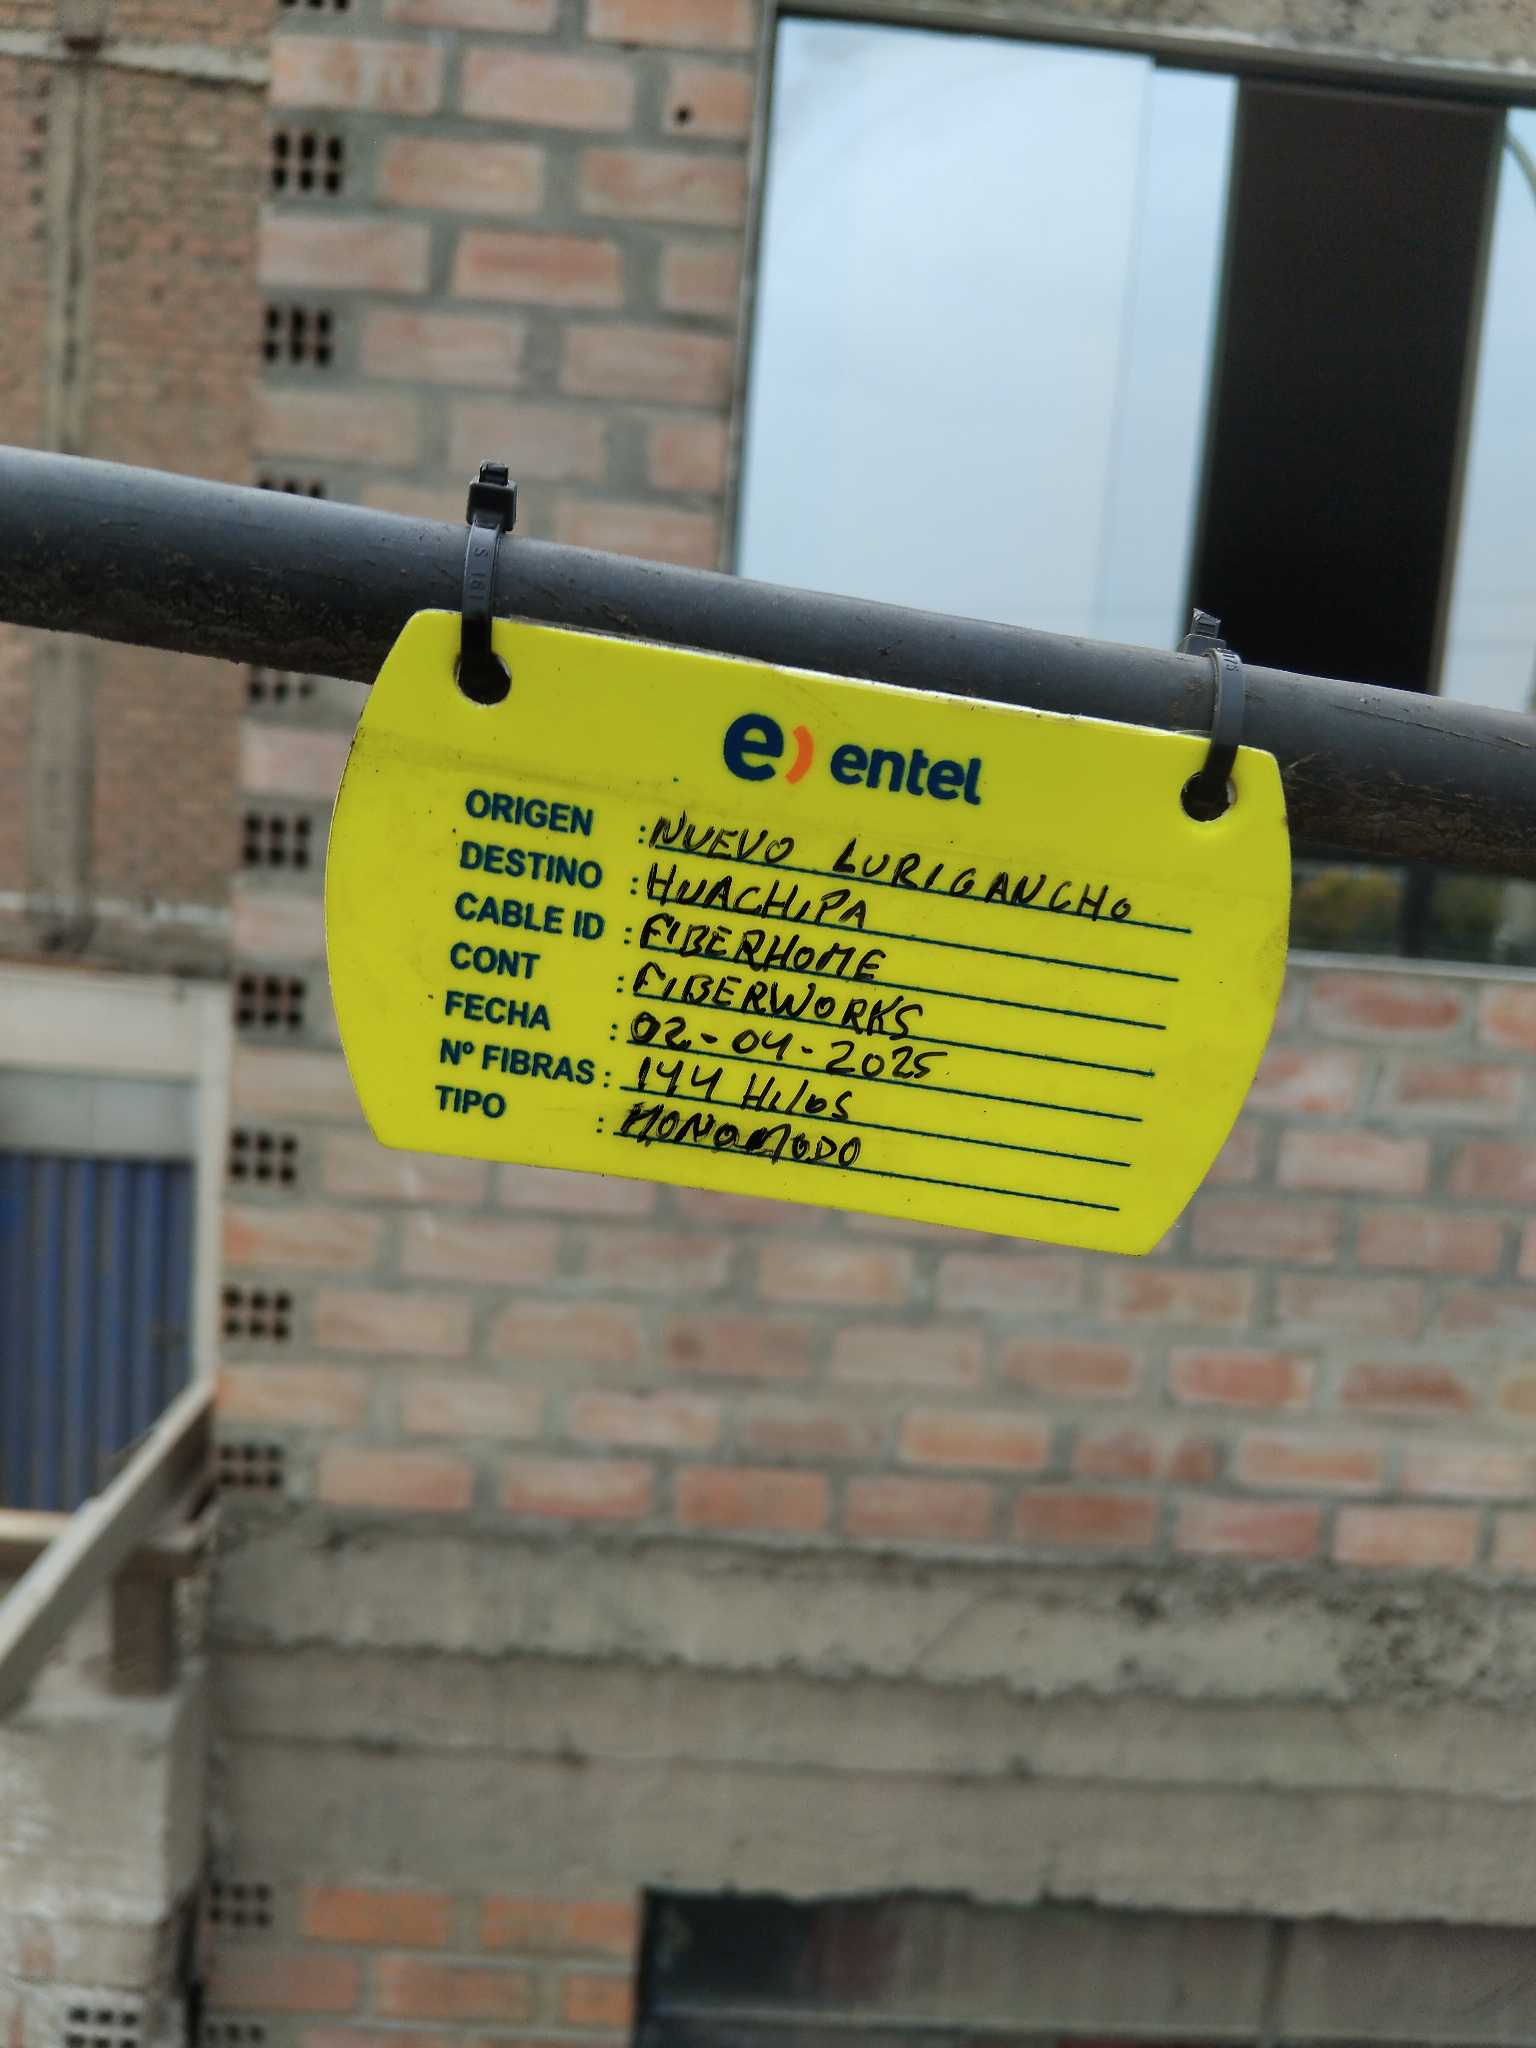 e) entel
ORIGEN : NUEVO LURIGANCHO
DESTINO : HUACHIPA
CABLE ID : FIBERHOME
CONT : FIBERWORKS
FECHA : 02-04-2025
Nº FIBRAS : 144 Hilos
TIPO : MONOMODO